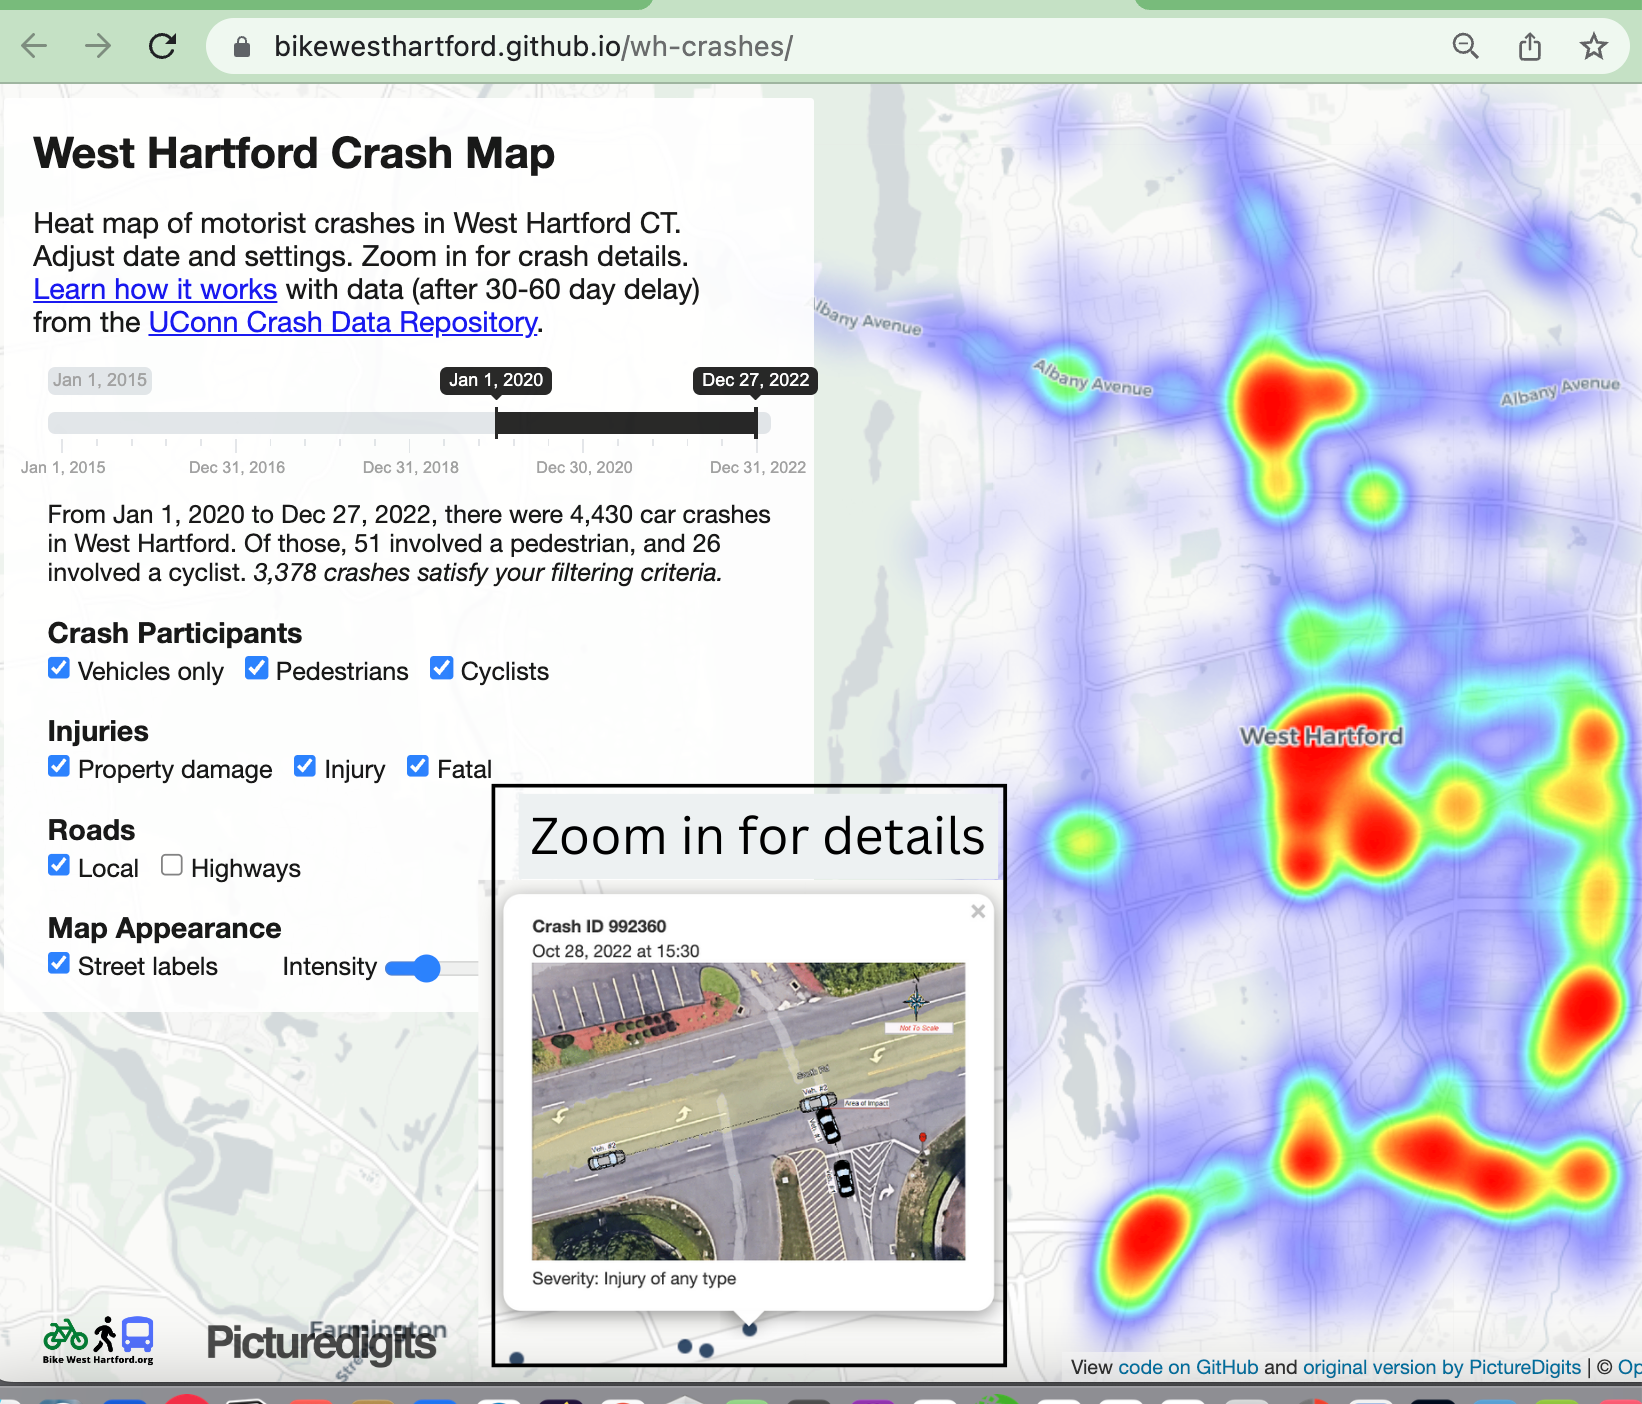 bikewesthartford.github.io/wh-crashes/
West Hartford Crash Map
Heat map of motorist crashes in West Hartford CT.
Adjust date and settings. Zoom in for crash details.
Learn how it works with data (after 30-60 day delay)
from the UConn Crash Data Repository.
Jan 1, 2015
Jan 1, 2020
Dec 27, 2022
Jan 1, 2015
Dec 31, 2016
Dec 31, 2018
Dec 30, 2020
Dec 31, 2022
From Jan 1, 2020 to Dec 27, 2022, there were 4,430 car crashes
in West Hartford. Of those, 51 involved a pedestrian, and 26
involved a cyclist. 3,378 crashes satisfy your filtering criteria.
Crash Participants
Vehicles only Pedestrians Cyclists
Injuries
Property damage Injury Fatal
Roads
Local Highways
Map Appearance
Street labels Intensity
Albany Avenue
Albany Avenue
Albany Avenue
West Hartford
Zoom in for details
Crash ID 992360
×
Oct 28, 2022 at 15:30
Not To Scale
South Rd
Veh. #2
Area of Impact
Veh. #1
Veh. #2
Severity: Injury of any type
Bike West Hartford.org
Picturedigits
Farmington
View code on GitHub and original version by PictureDigits | © Op